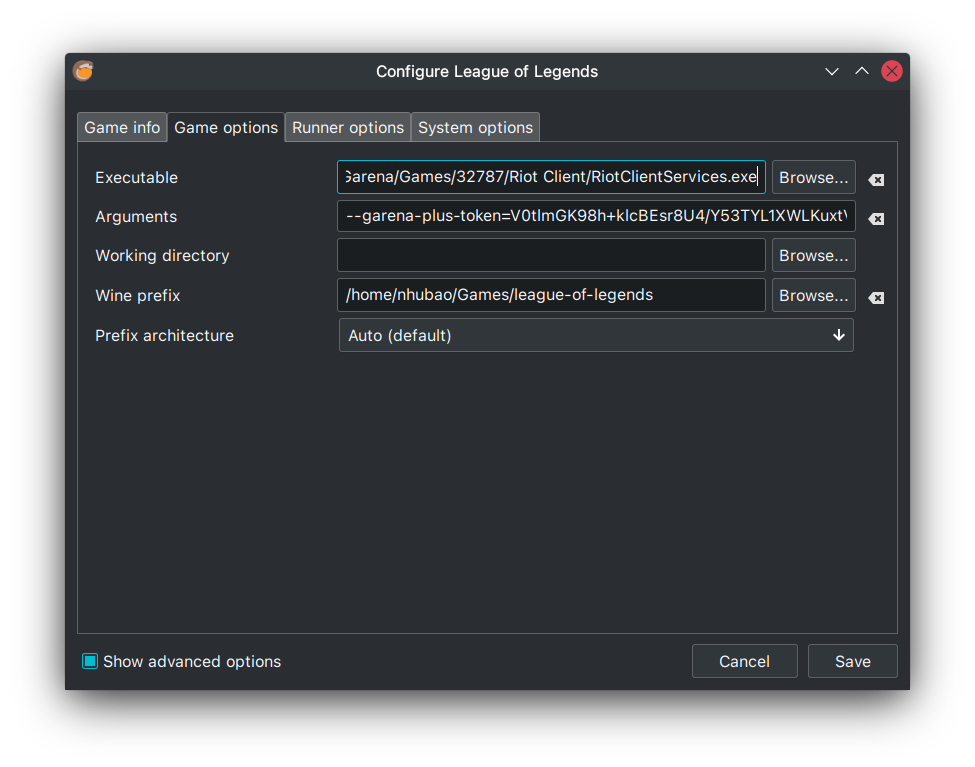 Configure League of Legends
Game info Game options Runner options System options
Executable arena/Games/32787/Riot Client/RiotClientServices.exe Browse...
Arguments --garena-plus-token=V0tlmGK98h+klcBEsr8U4/Y53TYL1XWLKuxt
Working directory Browse...
Wine prefix /home/nhubao/Games/league-of-legends Browse...
Prefix architecture Auto (default)
Show advanced options Cancel Save